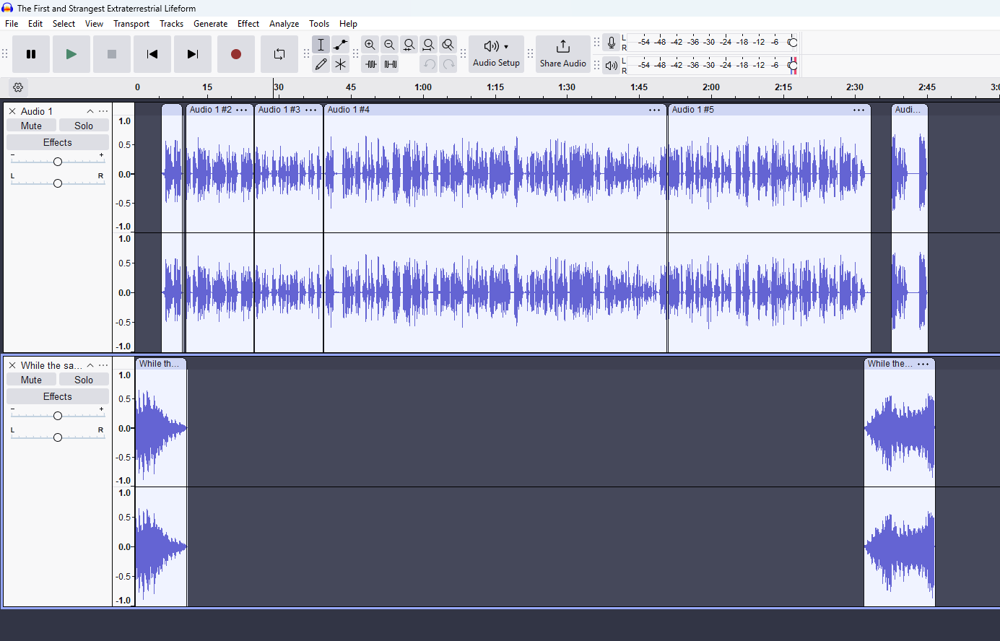 The First and Strangest Extraterrestrial Lifeform
File Edit Select View Transport Tracks Generate Effect Analyze Tools Help
Audio Setup
Share Audio
L -54 -48 -42 -36 -30 -24 -18 -12 -6 0
R
L -54 -48 -42 -36 -30 -24 -18 -12 -6 0
R
0 15 30 45 1:00 1:15 1:30 1:45 2:00 2:15 2:30 2:45 3:0
Audio 1
Mute Solo
Effects
- +
L R
1.0
0.5
0.0
-0.5
-1.0
1.0
0.5
0.0
-0.5
-1.0
Audio 1 #2 Audio 1 #3 Audio 1 #4 Audio 1 #5 Audi...
While the sa...
Mute Solo
Effects
- +
L R
1.0
0.5
0.0
-0.5
-1.0
1.0
0.5
0.0
-0.5
-1.0
While th... While the...